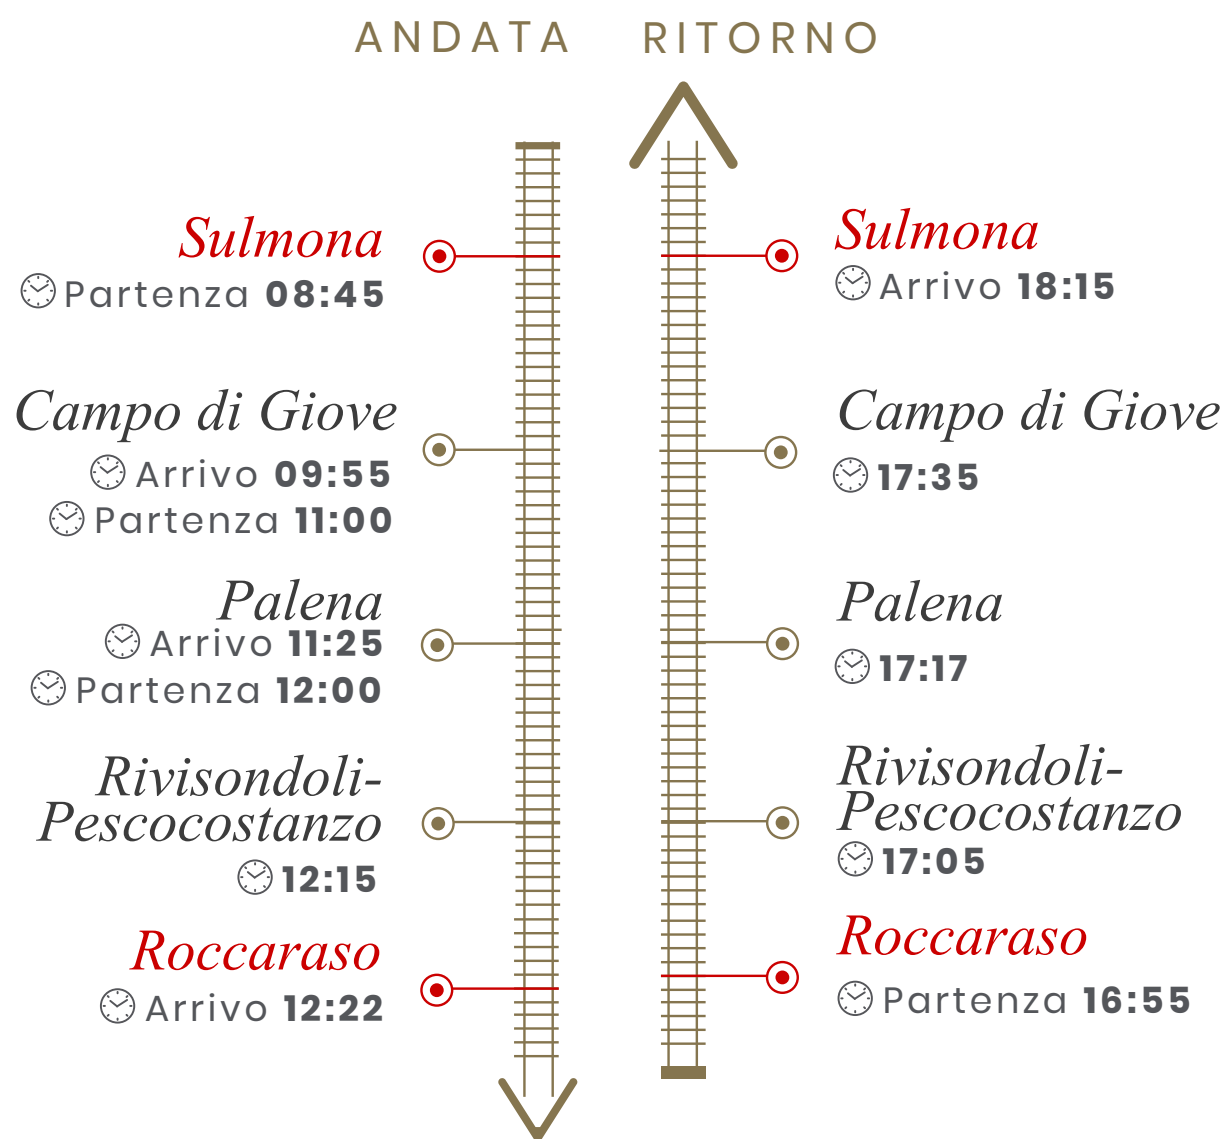 ANDATA
RITORNO
Sulmona
Partenza 08:45
Campo di Giove
Arrivo 09:55
Partenza 11:00
Palena
Arrivo 11:25
Partenza 12:00
Rivisondoli-
Pescocostanzo
12:15
Roccaraso
Arrivo 12:22
Sulmona
Arrivo 18:15
Campo di Giove
17:35
Palena
17:17
Rivisondoli-
Pescocostanzo
17:05
Roccaraso
Partenza 16:55